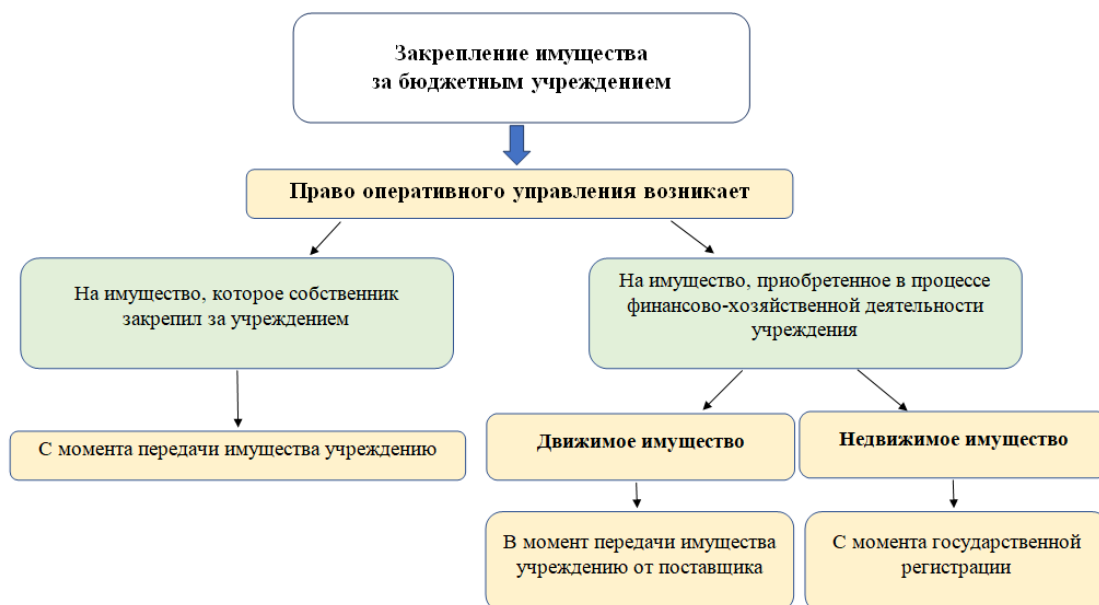 Закрепление имущества
за бюджетным учреждением
Право оперативного управления возникает
На имущество, которое собственник
закрепил за учреждением
На имущество, приобретенное в процессе
финансово-хозяйственной деятельности
учреждения
С момента передачи имущества учреждению
Движимое имущество
Недвижимое имущество
В момент передачи имущества
учреждению от поставщика
С момента государственной
регистрации